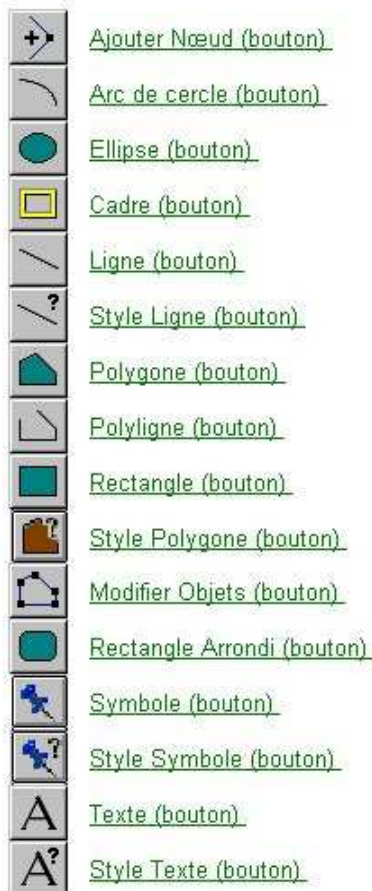 Ajouter Nœud (bouton)
Arc de cercle (bouton)
Ellipse (bouton)
Cadre (bouton)
Ligne (bouton)
? Style Ligne (bouton)
Polygone (bouton)
Polyligne (bouton)
Rectangle (bouton)
? Style Polygone (bouton)
Modifier Objets (bouton)
Rectangle Arrondi (bouton)
Symbole (bouton)
? Style Symbole (bouton)
A Texte (bouton)
A? Style Texte (bouton)